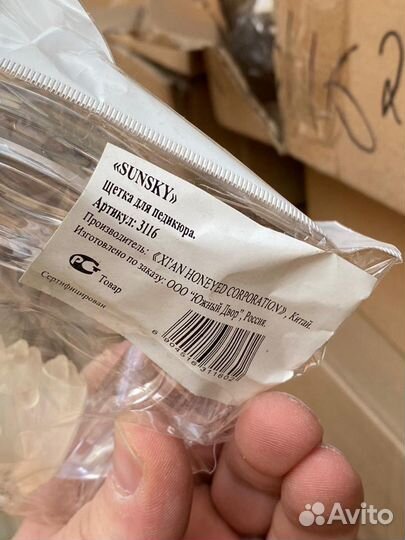 «SUNSKY»
Щетка для педикюра.
Артикул: 3116
Производитель: «XI'AN HONEYED CORPORATION», Китай.
Изготовлено по заказу: ООО "Южный Двор", Россия.
Товар
Сертифицирован
Avito